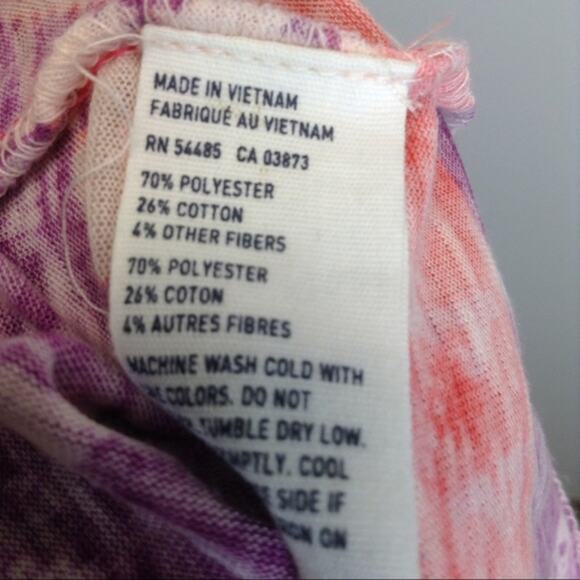 MADE IN VIETNAM
FABRIQUÉ AU VIETNAM
RN 54485 CA 03873
70% POLYESTER
26% COTTON
4% OTHER FIBERS
70% POLYESTER
26% COTON
4% AUTRES FIBRES
MACHINE WASH COLD WITH
COLORS. DO NOT
TUMBLE DRY LOW.
COOL
SIDE IF
ON